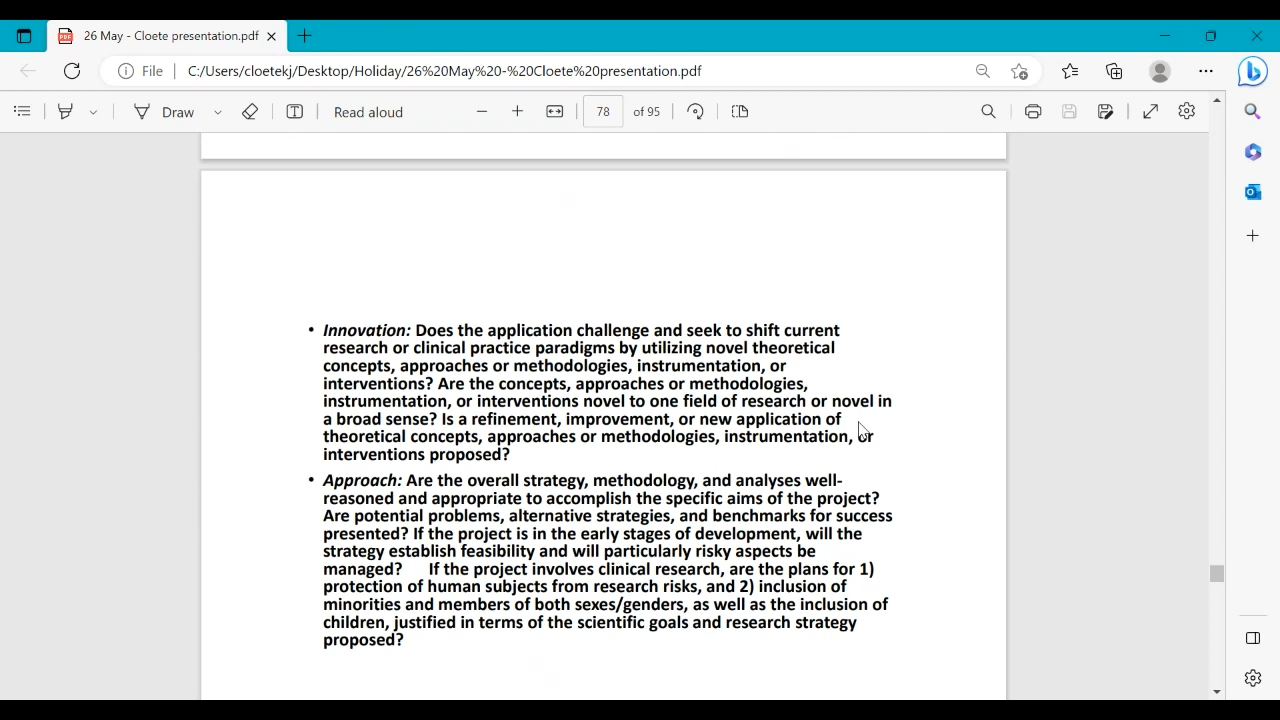 26 May - Cloete presentation.pdf
File
C:/Users/cloetekj/Desktop/Holiday/26%20May%20-%20Cloete%20presentation.pdf
Draw
Read aloud
78 of 95
• Innovation: Does the application challenge and seek to shift current
research or clinical practice paradigms by utilizing novel theoretical
concepts, approaches or methodologies, instrumentation, or
interventions? Are the concepts, approaches or methodologies,
instrumentation, or interventions novel to one field of research or novel in
a broad sense? Is a refinement, improvement, or new application of
theoretical concepts, approaches or methodologies, instrumentation, or
interventions proposed?
• Approach: Are the overall strategy, methodology, and analyses well-
reasoned and appropriate to accomplish the specific aims of the project?
Are potential problems, alternative strategies, and benchmarks for success
presented? If the project is in the early stages of development, will the
strategy establish feasibility and will particularly risky aspects be
managed? If the project involves clinical research, are the plans for 1)
protection of human subjects from research risks, and 2) inclusion of
minorities and members of both sexes/genders, as well as the inclusion of
children, justified in terms of the scientific goals and research strategy
proposed?